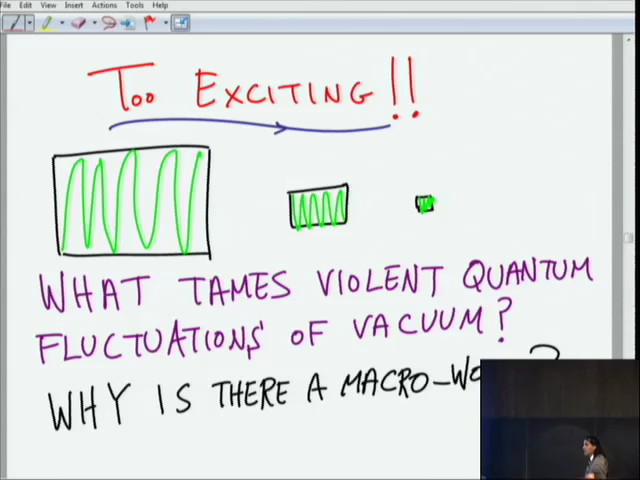 File Edit View Insert Actions Tools Help
TOO EXCITING!!
WHAT TAMES VIOLENT QUANTUM
FLUCTUATIONS OF VACUUM?
WHY IS THERE A MACRO- ?